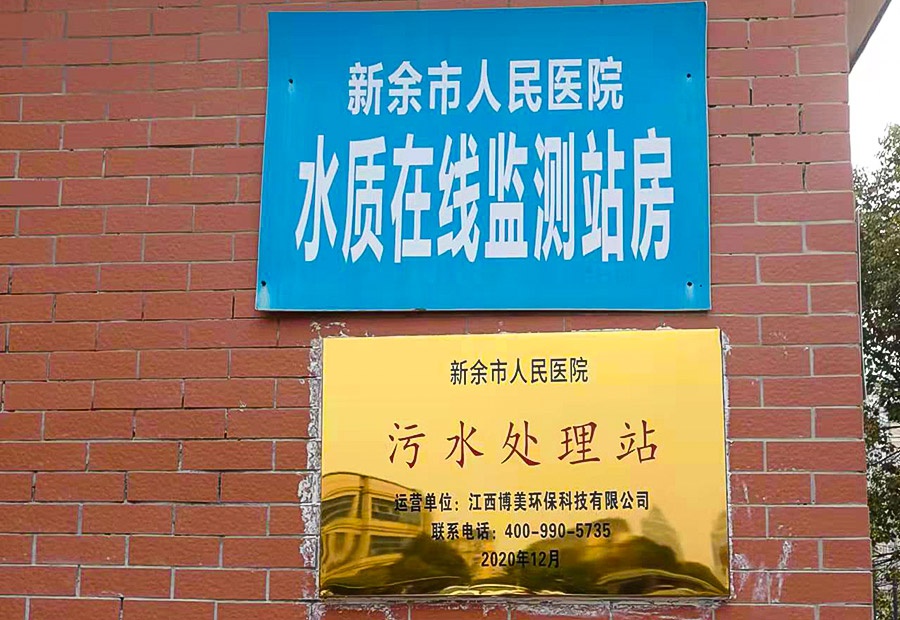 新余市人民医院
水质在线监测站房
新余市人民医院
污水处理站
运营单位：江西博美环保科技有限公司
联系电话：400-990-5735
2020年12月